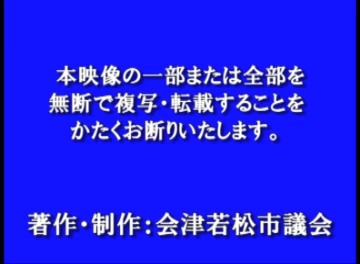 本映像の一部または全部を
無断で複写・転載することを
かたくお断りいたします。
著作・制作：会津若松市議会